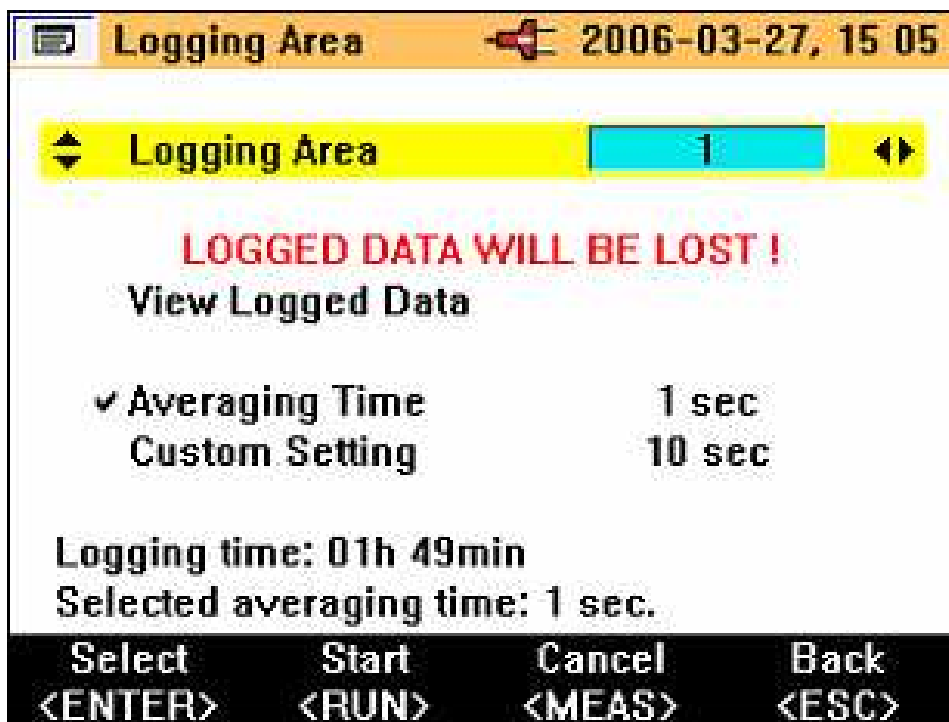 Logging Area 2006-03-27, 15 05
Logging Area 1
LOGGED DATA WILL BE LOST !
View Logged Data
Averaging Time 1 sec
Custom Setting 10 sec
Logging time: 01h 49min
Selected averaging time: 1 sec.
Select Start Cancel Back
<ENTER> <RUN> <MEAS> <ESC>